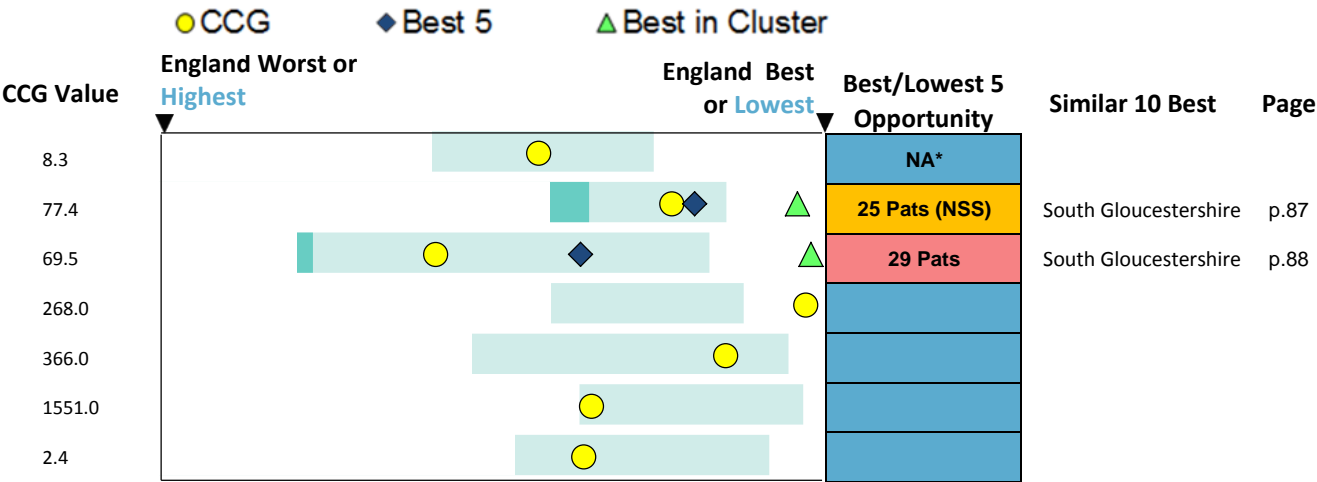 CCG Best 5 Best in Cluster
CCG Value
England Worst or
Highest
England Best
or Lowest
Best/Lowest 5
Opportunity
Similar 10 Best
Page
8.3 NA*
77.4 25 Pats (NSS) South Gloucestershire p.87
69.5 29 Pats South Gloucestershire p.88
268.0
366.0
1551.0
2.4